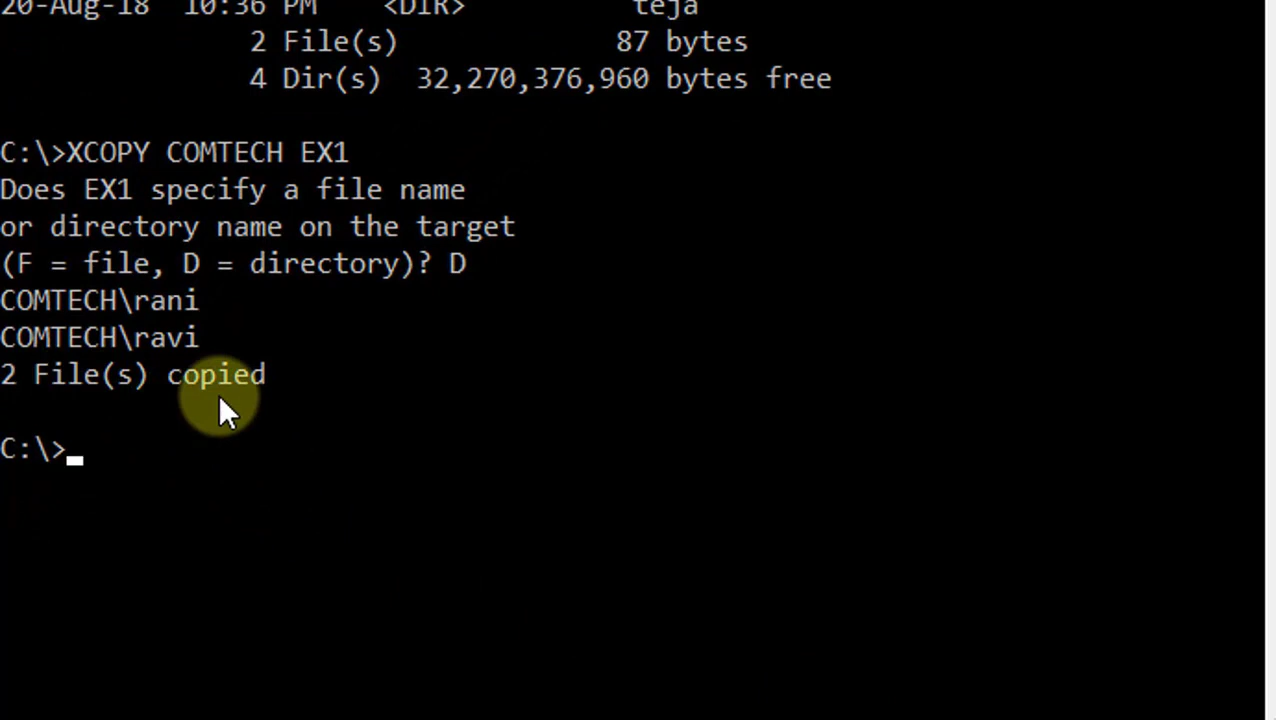 20-Aug-18 10:36 PM <DIR> teja
2 File(s) 87 bytes
4 Dir(s) 32,270,376,960 bytes free
C:\>XCOPY COMTECH EX1
Does EX1 specify a file name
or directory name on the target
(F = file, D = directory)? D
COMTECH\rani
COMTECH\ravi
2 File(s) copied
C:\>